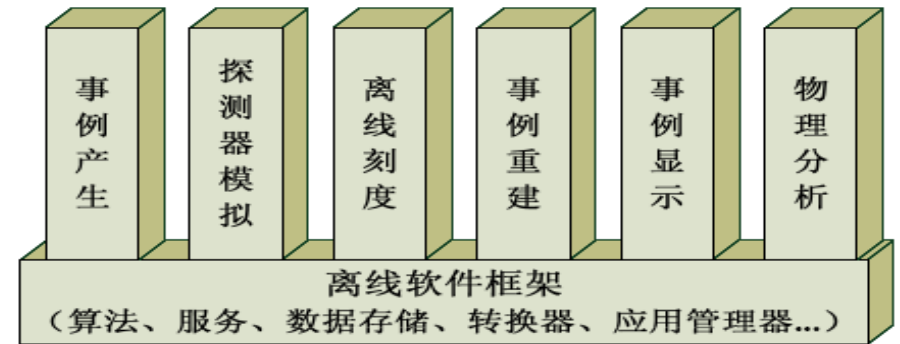 事例产生
探测器模拟
离线刻度
事例重建
事例显示
物理分析
离线软件框架
（算法、服务、数据存储、转换器、应用管理器...）